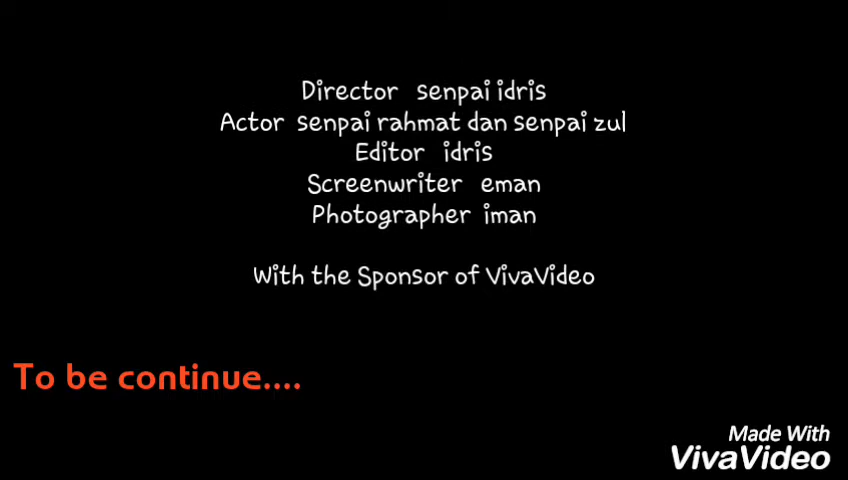 Director senpai idris
Actor senpai rahmat dan senpai zul
Editor idris
Screenwriter eman
Photographer iman
With the Sponsor of VivaVideo
To be continue....
Made With
VivaVideo